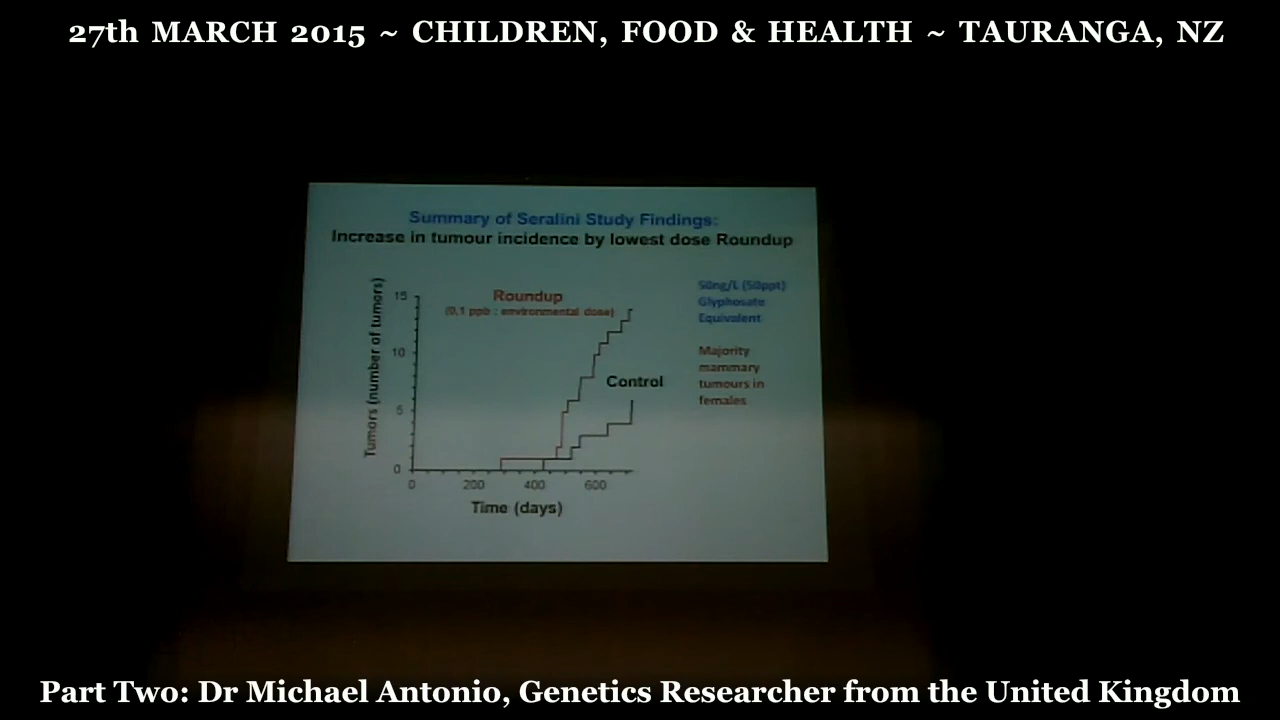 27th MARCH 2015 ~ CHILDREN, FOOD & HEALTH ~ TAURANGA, NZ
Summary of Seralini Study Findings:
Increase in tumour incidence by lowest dose Roundup
Tumors (number of tumors)
15
10
5
0
Roundup
(0.1 ppb : environmental dose)
Control
0
200
400
600
Time (days)
50ng/L (50ppt)
Glyphosate
Equivalent
Majority
mammary
tumours in
females
Part Two: Dr Michael Antonio, Genetics Researcher from the United Kingdom